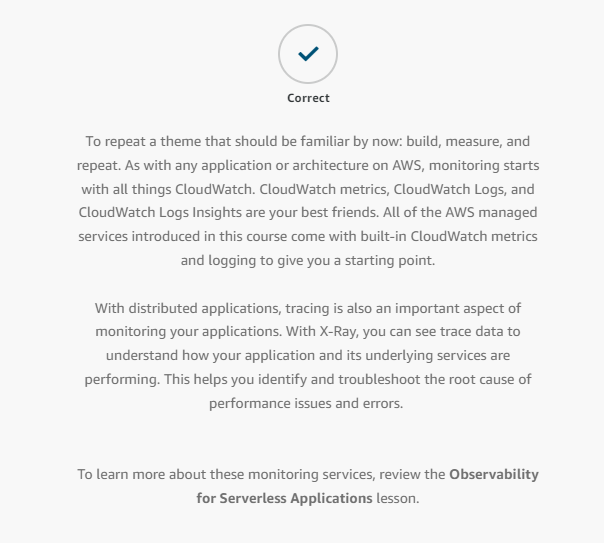 Correct
To repeat a theme that should be familiar by now: build, measure, and
repeat. As with any application or architecture on AWS, monitoring starts
with all things CloudWatch. CloudWatch metrics, CloudWatch Logs, and
CloudWatch Logs Insights are your best friends. All of the AWS managed
services introduced in this course come with built-in CloudWatch metrics
and logging to give you a starting point.
With distributed applications, tracing is also an important aspect of
monitoring your applications. With X-Ray, you can see trace data to
understand how your application and its underlying services are
performing. This helps you identify and troubleshoot the root cause of
performance issues and errors.
To learn more about these monitoring services, review the Observability
for Serverless Applications lesson.